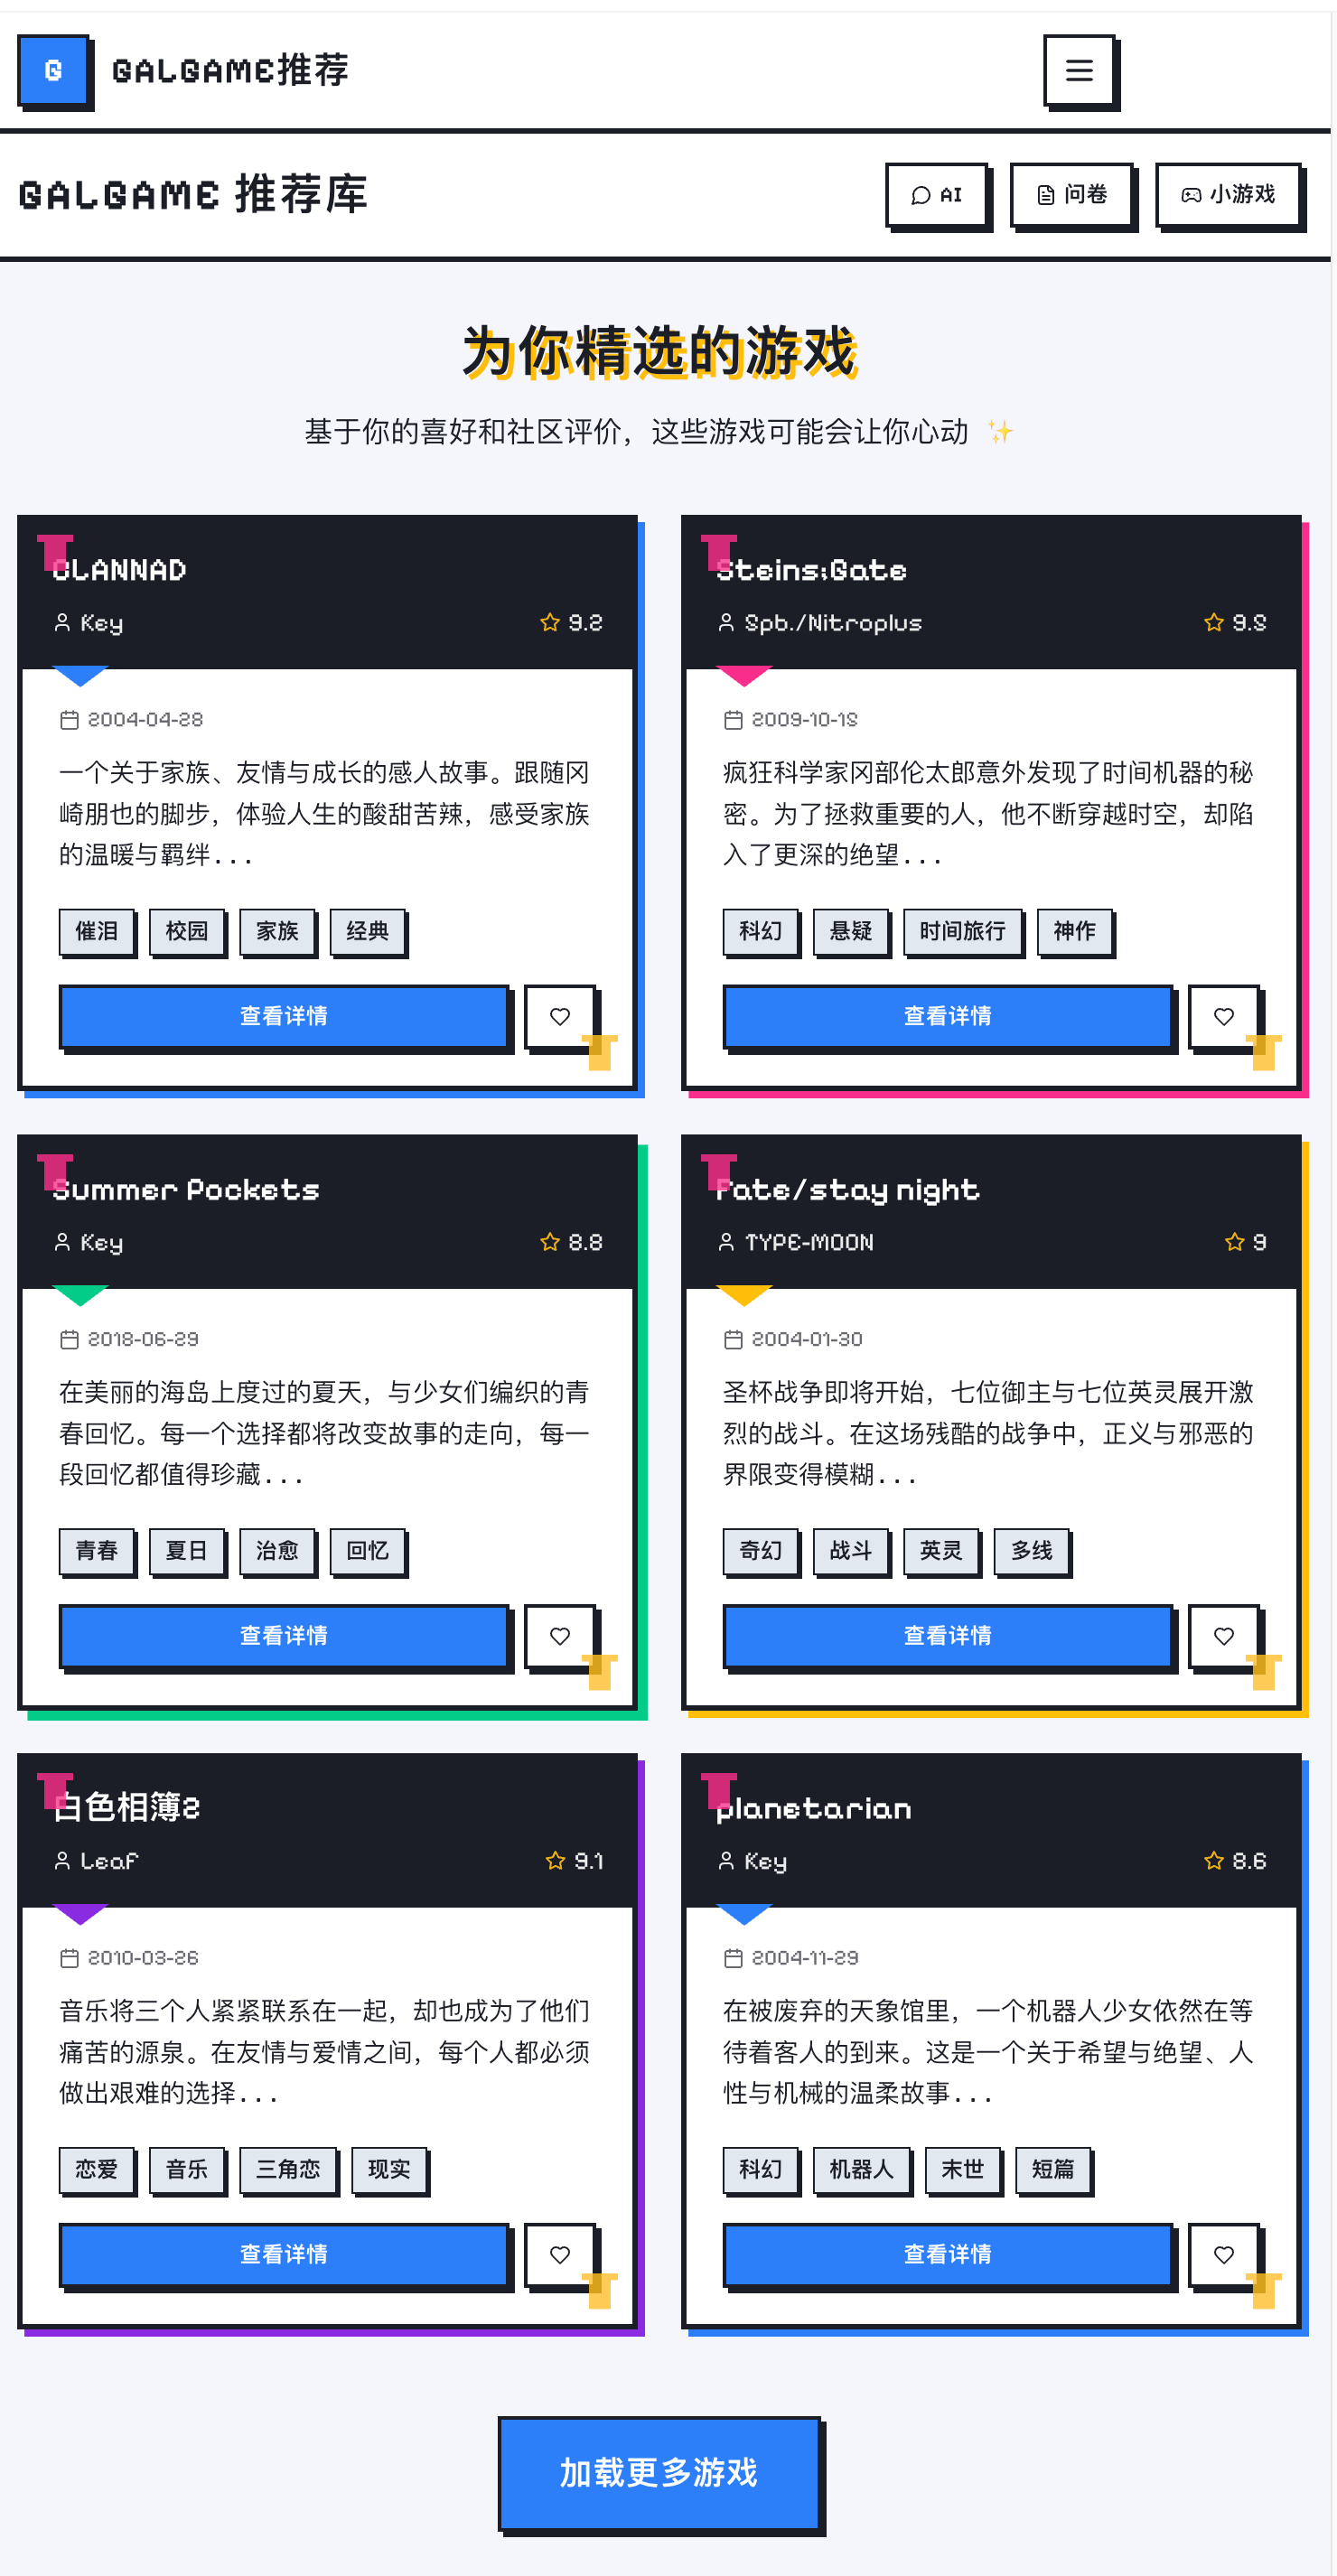 G GALGAME推荐
GALGAME 推荐库
AI 问卷 小游戏
为你精选的游戏
基于你的喜好和社区评价，这些游戏可能会让你心动 ✨
CLANNAD
Key 9.2
2004-04-28
一个关于家族、友情与成长的感人故事。跟随冈
崎朋也的脚步，体验人生的酸甜苦辣，感受家族
的温暖与羁绊...
催泪 校园 家族 经典
查看详情
Steins;Gate
5pb./Nitroplus 9.5
2009-10-15
疯狂科学家冈部伦太郎意外发现了时间机器的秘
密。为了拯救重要的人，他不断穿越时空，却陷
入了更深的绝望...
科幻 悬疑 时间旅行 神作
查看详情
Summer Pockets
Key 8.8
2018-06-29
在美丽的海岛上度过的夏天，与少女们编织的青
春回忆。每一个选择都将改变故事的走向，每一
段回忆都值得珍藏...
青春 夏日 治愈 回忆
查看详情
Fate/stay night
TYPE-MOON 9
2004-01-30
圣杯战争即将开始，七位御主与七位英灵展开激
烈的战斗。在这场残酷的战争中，正义与邪恶的
界限变得模糊...
奇幻 战斗 英灵 多线
查看详情
白色相簿2
Leaf 9.1
2010-03-26
音乐将三个人紧紧联系在一起，却也成为了他们
痛苦的源泉。在友情与爱情之间，每个人都必须
做出艰难的选择...
恋爱 音乐 三角恋 现实
查看详情
planetarian
Key 8.6
2004-11-29
在被废弃的天象馆里，一个机器人少女依然在等
待着客人的到来。这是一个关于希望与绝望、人
性与机械的温柔故事...
科幻 机器人 末世 短篇
查看详情
加载更多游戏